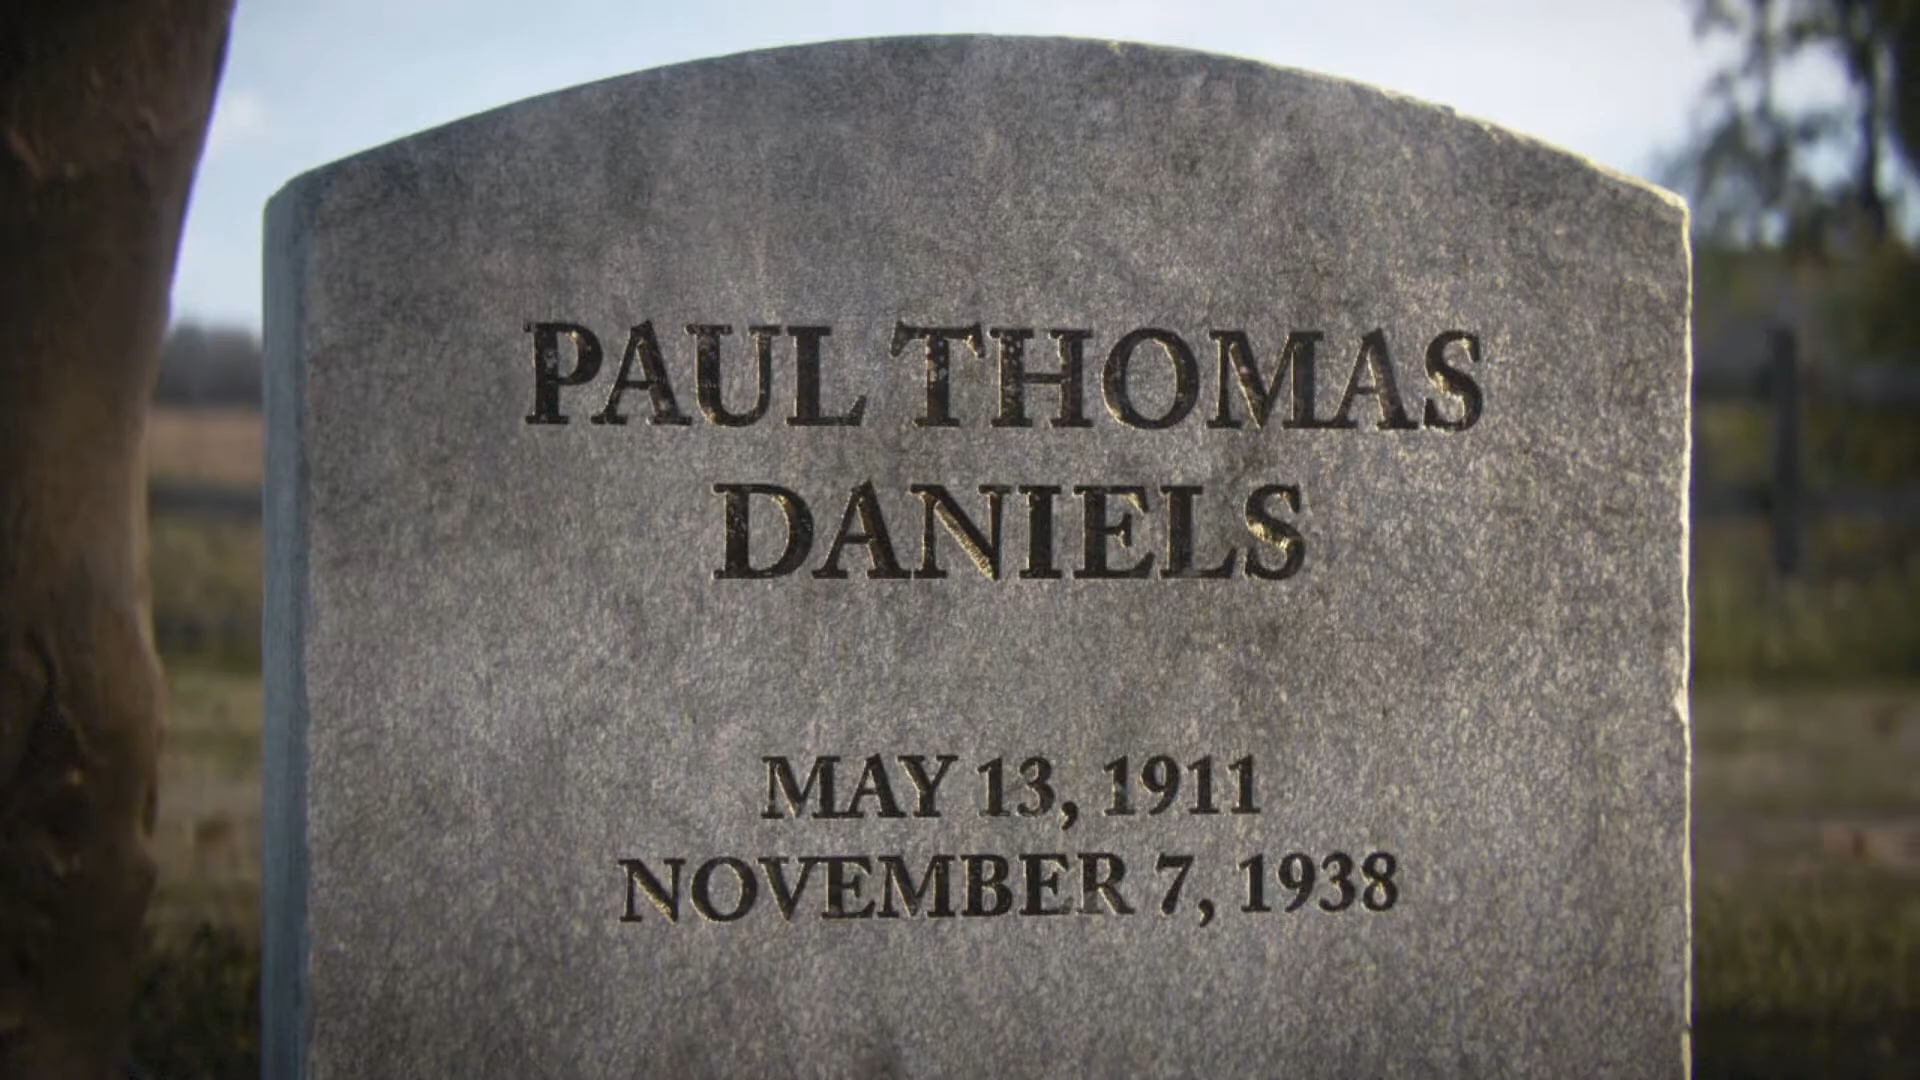 PAUL THOMAS
DANIELS
MAY 13, 1911
NOVEMBER 7, 1938